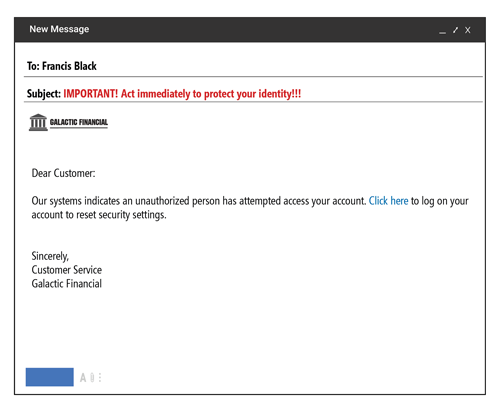 New Message
To: Francis Black
Subject: IMPORTANT! Act immediately to protect your identity!!!
GALACTIC FINANCIAL
Dear Customer:
Our systems indicates an unauthorized person has attempted access your account. Click here to log on your
account to reset security settings.
Sincerely,
Customer Service
Galactic Financial
A